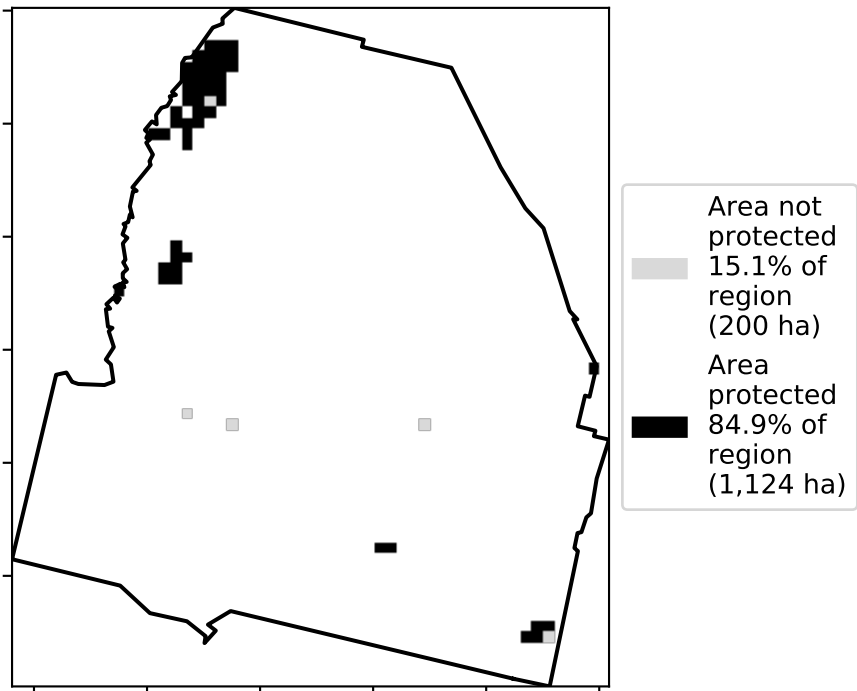 Area not
protected
15.1% of
region
(200 ha)
Area
protected
84.9% of
region
(1,124 ha)